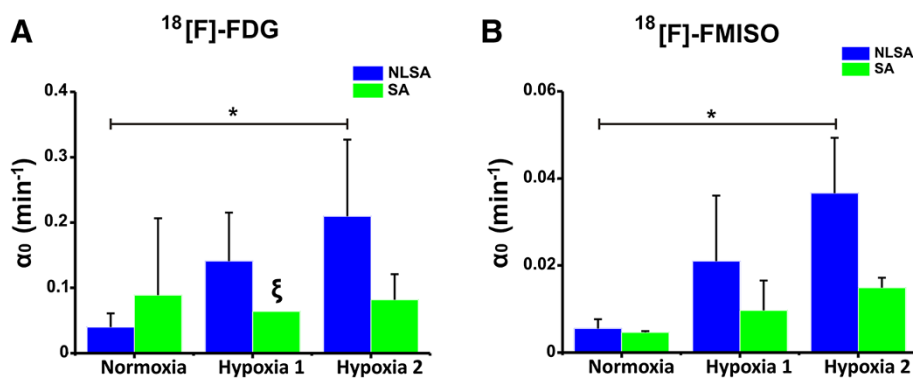 A
¹⁸[F]-FDG
NLSA
SA
0.4
0.3
0.2
0.1
0
α₀ (min⁻¹)
*
ξ
Normoxia Hypoxia 1 Hypoxia 2
B
¹⁸[F]-FMISO
NLSA
SA
0.06
0.04
0.02
0.00
α₀ (min⁻¹)
*
Normoxia Hypoxia 1 Hypoxia 2